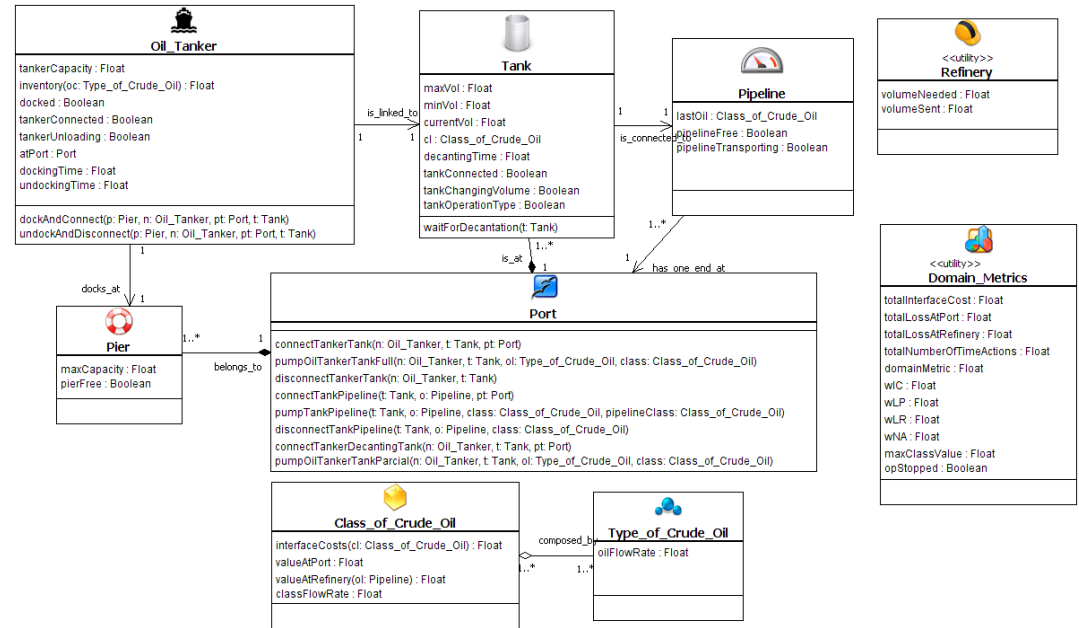 Oil_Tanker
tankerCapacity : Float
inventory(oc: Type_of_Crude_Oil) : Float
docked : Boolean
tankerConnected : Boolean
tankerUnloading : Boolean
atPort : Port
dockingTime : Float
undockingTime : Float
dockAndConnect(p: Pier, n: Oil_Tanker, pt: Port, t: Tank)
undockAndDisconnect(p: Pier, n: Oil_Tanker, pt: Port, t: Tank)
is_linked_to
1
1
Tank
maxVol : Float
minVol : Float
currentVol : Float
cl : Class_of_Crude_Oil
decantingTime : Float
tankConnected : Boolean
tankChangingVolume : Boolean
tankOperationType : Boolean
waitForDecantation(t: Tank)
1
1
is_connected_to
Pipeline
lastOil : Class_of_Crude_Oil
pipelineFree : Boolean
pipelineTransporting : Boolean
<<utility>>
Refinery
volumeNeeded : Float
volumeSent : Float
1
docks_at
1
1..*
is_at
1
1..*
1
has_one_end_at
Pier
maxCapacity : Float
pierFree : Boolean
1..*
1
belongs_to
Port
connectTankerTank(n: Oil_Tanker, t: Tank, pt: Port)
pumpOilTankerTankFull(n: Oil_Tanker, t: Tank, ol: Type_of_Crude_Oil, class: Class_of_Crude_Oil)
disconnectTankerTank(n: Oil_Tanker, t: Tank)
connectTankPipeline(t: Tank, o: Pipeline, pt: Port)
pumpTankPipeline(t: Tank, o: Pipeline, class: Class_of_Crude_Oil, pipelineClass: Class_of_Crude_Oil)
disconnectTankPipeline(t: Tank, o: Pipeline, class: Class_of_Crude_Oil)
connectTankerDecantingTank(n: Oil_Tanker, t: Tank, pt: Port)
pumpOilTankerTankParcial(n: Oil_Tanker, t: Tank, ol: Type_of_Crude_Oil, class: Class_of_Crude_Oil)
<<utility>>
Domain_Metrics
totalInterfaceCost : Float
totalLossAtPort : Float
totalLossAtRefinery : Float
totalNumberOfTimeActions : Float
domainMetric : Float
wIC : Float
wLP : Float
wLR : Float
wNA : Float
maxClassValue : Float
opStopped : Boolean
Class_of_Crude_Oil
interfaceCosts(cl: Class_of_Crude_Oil) : Float
valueAtPort : Float
valueAtRefinery(ol: Pipeline) : Float
classFlowRate : Float
composed_by
1..*
1..*
Type_of_Crude_Oil
oilFlowRate : Float